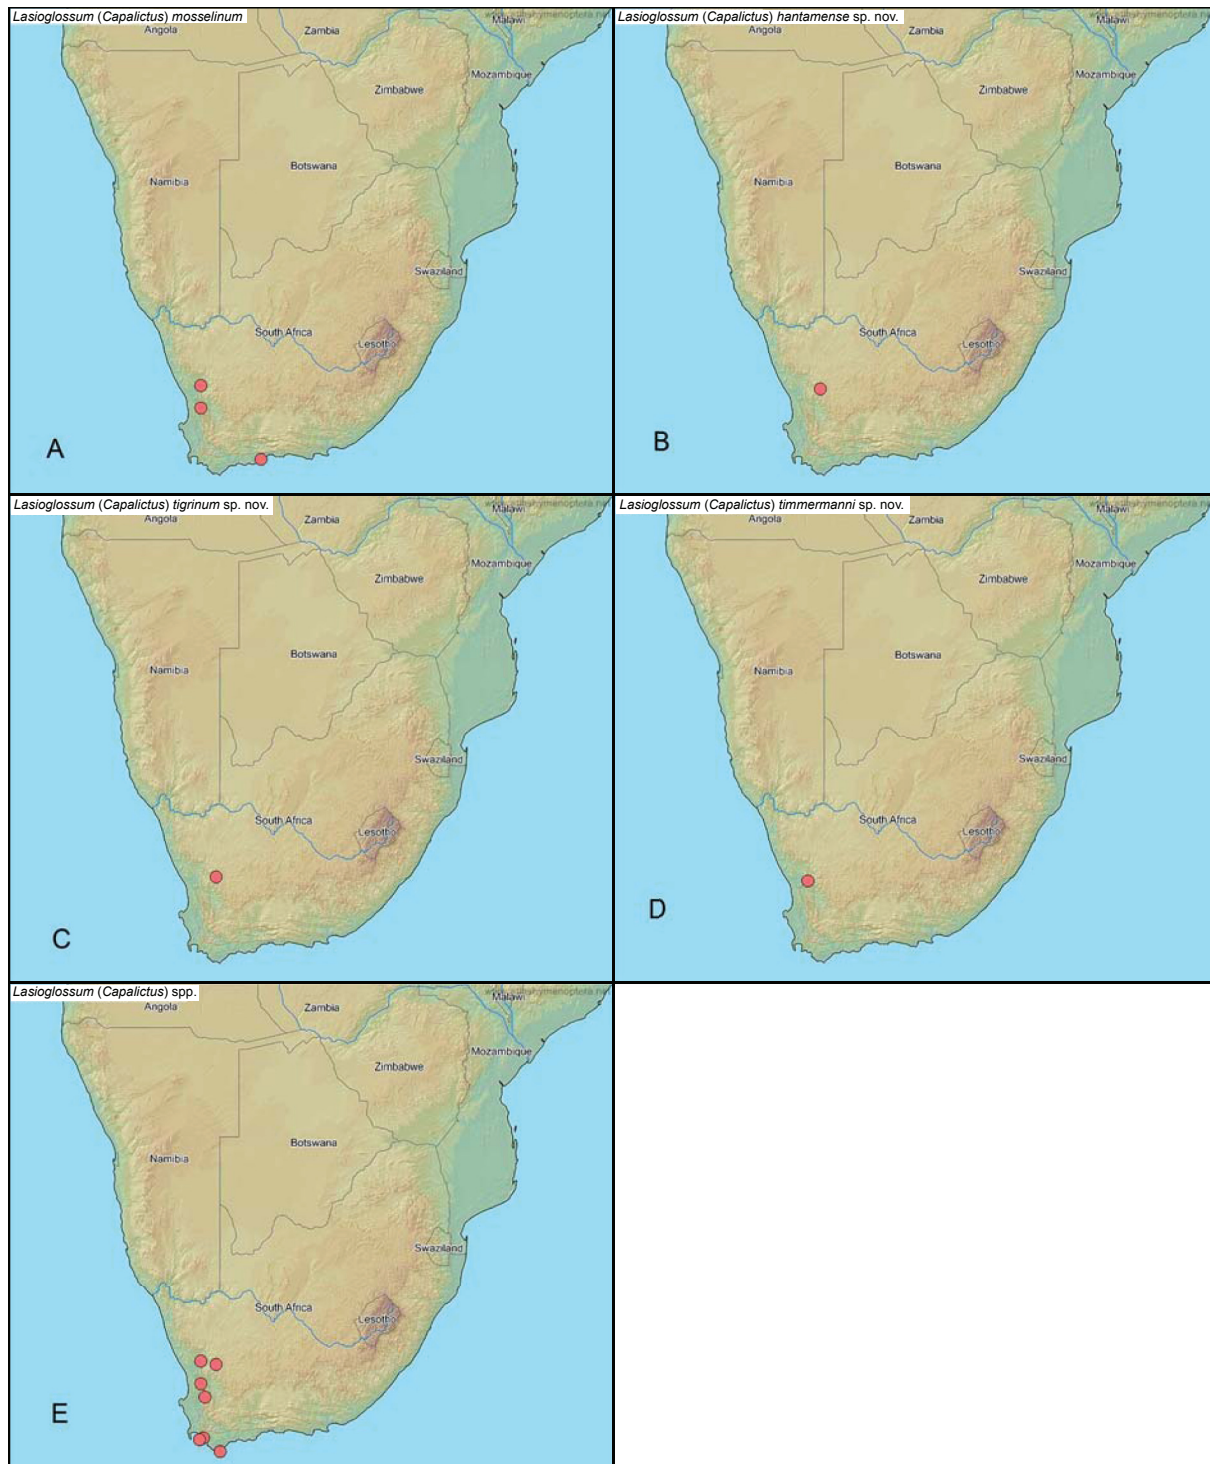 Lasioglossum (Capalictus) mosselinum
Malawi
Angola
Zambia
Mozambique
Zimbabwe
Botswana
Namibia
Swaziland
South Africa
Lesotho
A
Lasioglossum (Capalictus) hantamense sp. nov.
Malawi
Angola
Zambia
Mozambique
Zimbabwe
Botswana
Namibia
Swaziland
South Africa
Lesotho
B
Lasioglossum (Capalictus) tigrinum sp. nov.
Malawi
Angola
Zambia
Mozambique
Zimbabwe
Botswana
Namibia
Swaziland
South Africa
Lesotho
C
Lasioglossum (Capalictus) timmermanni sp. nov.
Malawi
Angola
Zambia
Mozambique
Zimbabwe
Botswana
Namibia
Swaziland
South Africa
Lesotho
D
Lasioglossum (Capalictus) spp.
Malawi
Angola
Zambia
Mozambique
Zimbabwe
Botswana
Namibia
Swaziland
South Africa
Lesotho
E